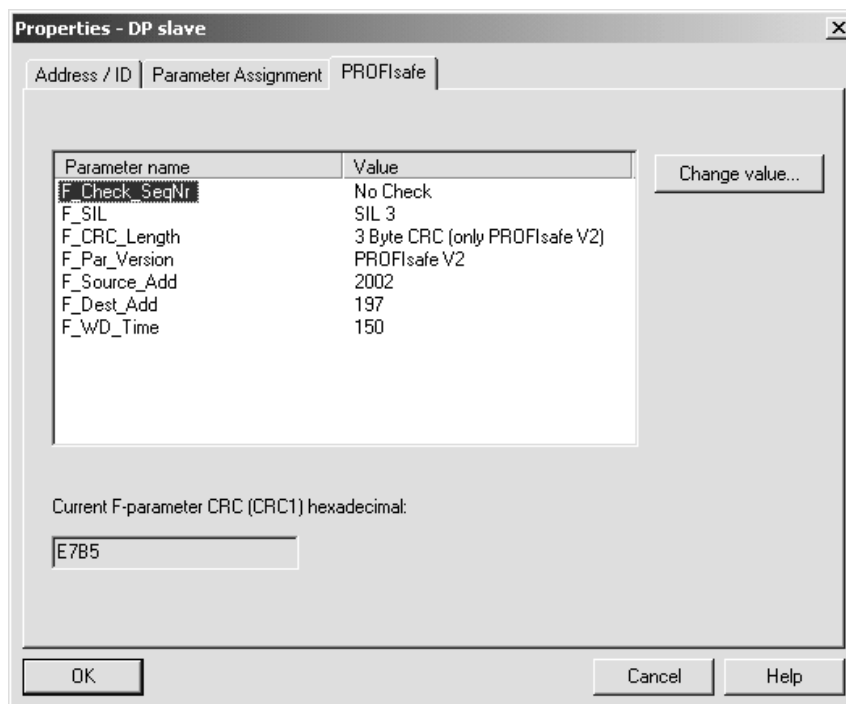 Properties - DP slave
Address / ID Parameter Assignment PROFIsafe
Parameter name Value
F_Check_SeqNr No Check
F_SIL SIL 3
F_CRC_Length 3 Byte CRC (only PROFIsafe V2)
F_Par_Version PROFIsafe V2
F_Source_Add 2002
F_Dest_Add 197
F_WD_Time 150
Change value...
Current F-parameter CRC (CRC1) hexadecimal:
E7B5
OK Cancel Help